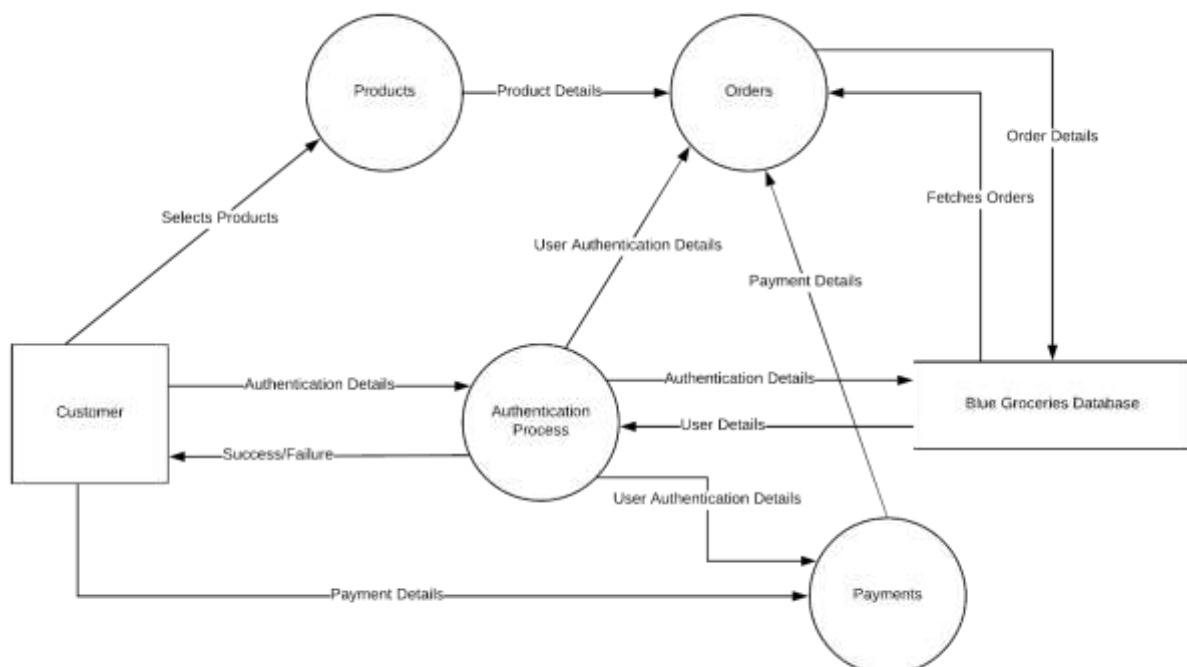 Products
Product Details
Orders
Order Details
Fetches Orders
Selects Products
User Authentication Details
Payment Details
Customer
Authentication Details
Authentication
Process
Authentication Details
Blue Groceries Database
User Details
Success/Failure
User Authentication Details
Payment Details
Payments